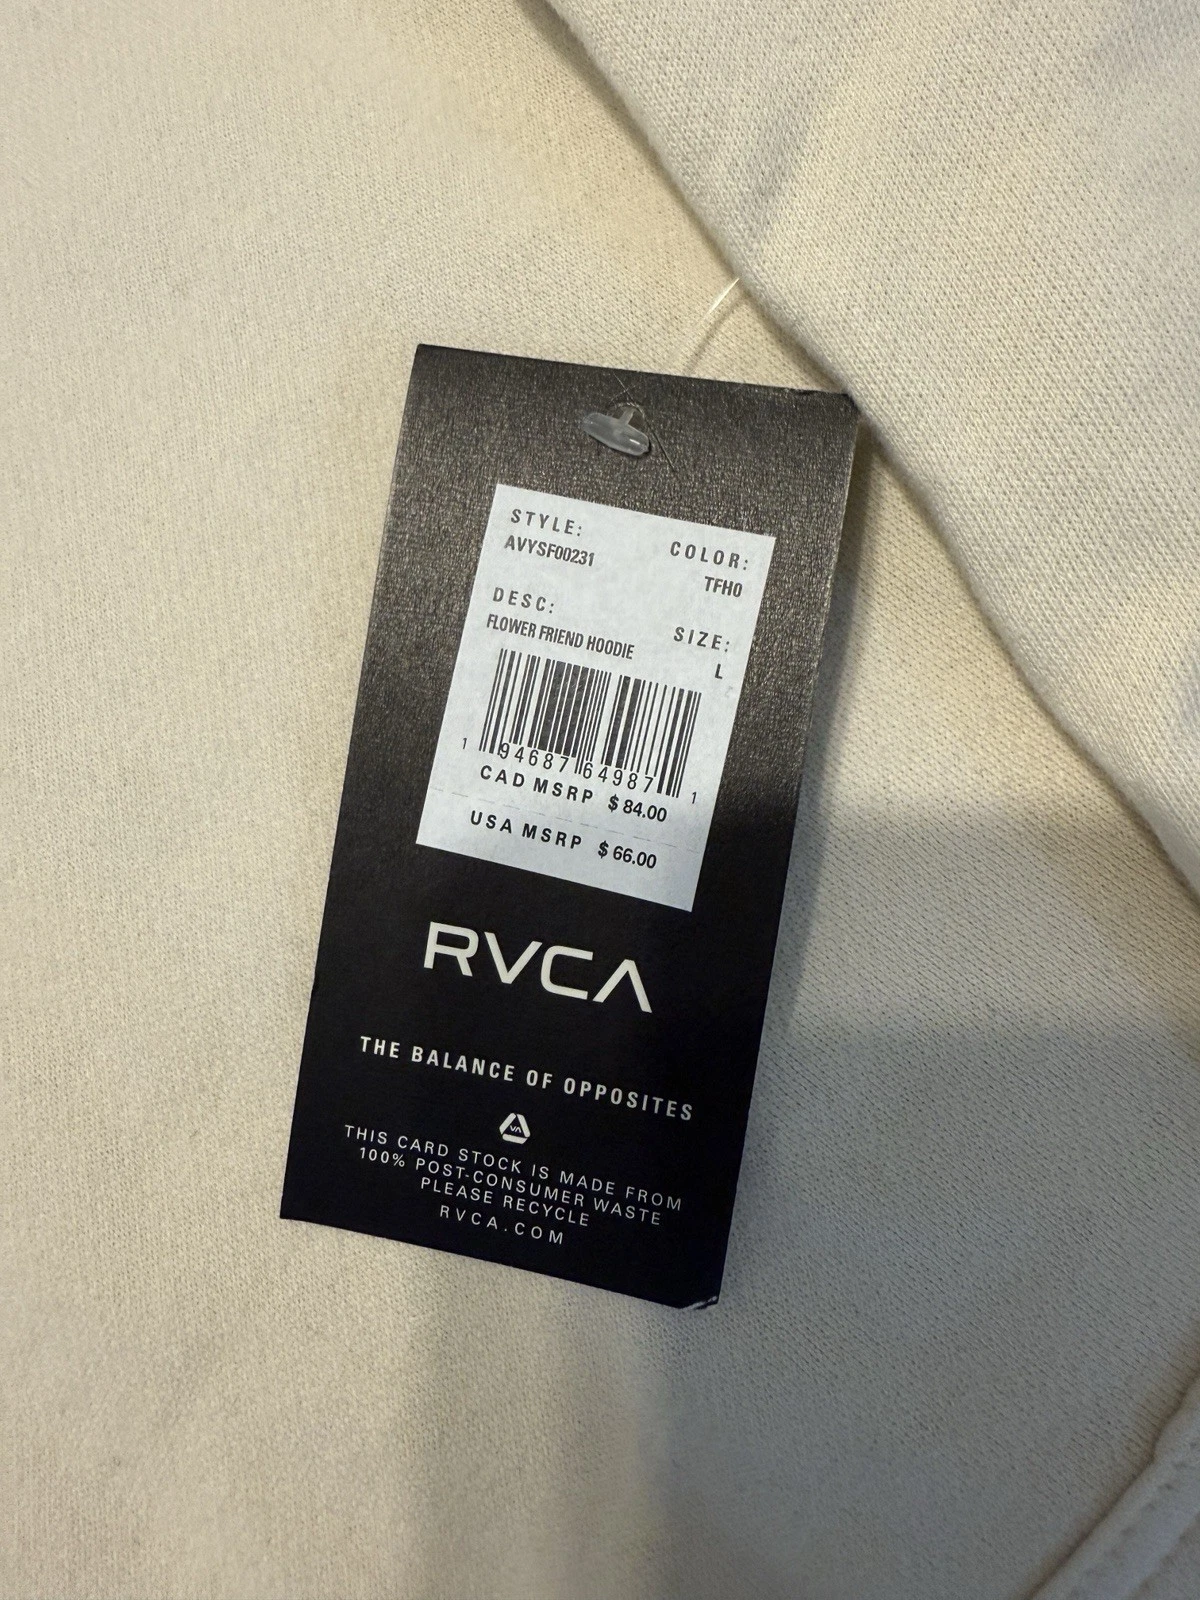 STYLE:
AVYSF00231
COLOR:
TFH0
DESC:
FLOWER FRIEND HOODIE
SIZE:
L
1 94687 64987 1
CAD MSRP $ 84.00
USA MSRP $ 66.00
RVCA
THE BALANCE OF OPPOSITES
VA
THIS CARD STOCK IS MADE FROM
100% POST-CONSUMER WASTE
PLEASE RECYCLE
RVCA.COM